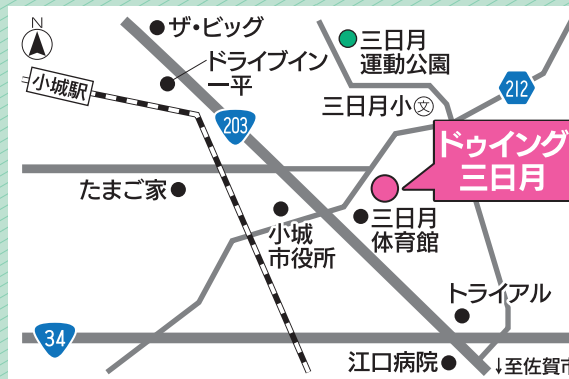 N
ザ・ビッグ
ドライブイン
一平
小城駅
203
三日月
運動公園
三日月小
文
212
ドゥイング
三日月
たまご家
小城
市役所
三日月
体育館
トライアル
34
江口病院
↓至佐賀市